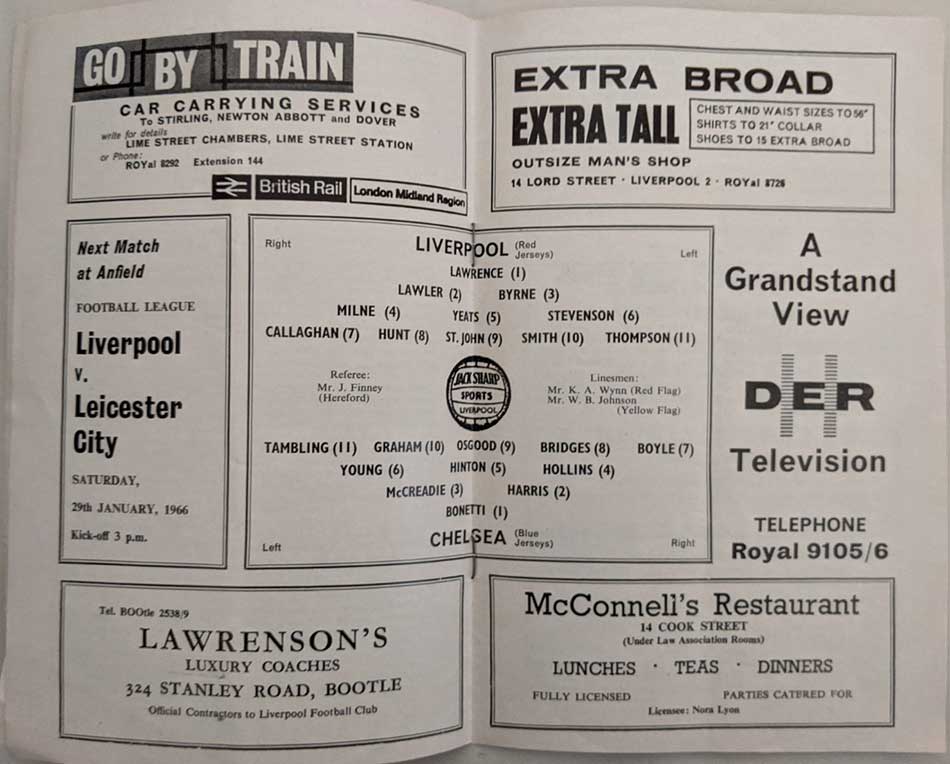 GO BY TRAIN
CAR CARRYING SERVICES
To STIRLING, NEWTON ABBOTT and DOVER
write for details
LIME STREET CHAMBERS, LIME STREET STATION
or Phone:
ROYal 8292 Extension 144
British Rail London Midland Region
EXTRA BROAD
EXTRA TALL
CHEST AND WAIST SIZES TO 56"
SHIRTS TO 21" COLLAR
SHOES TO 15 EXTRA BROAD
OUTSIZE MAN'S SHOP
14 LORD STREET · LIVERPOOL 2 · ROYal 8726
Next Match
at Anfield
FOOTBALL LEAGUE
Liverpool
v.
Leicester
City
SATURDAY,
29th JANUARY, 1966
Kick-off 3 p.m.
Right LIVERPOOL (Red Jerseys) Left
LAWRENCE (1)
LAWLER (2) BYRNE (3)
MILNE (4) YEATS (5) STEVENSON (6)
CALLAGHAN (7) HUNT (8) ST. JOHN (9) SMITH (10) THOMPSON (11)
Referee:
Mr. J. Finney
(Hereford)
JACK SHARP
SPORTS
LIVERPOOL
Linesmen:
Mr. K. A. Wynn (Red Flag)
Mr. W. B. Johnson
(Yellow Flag)
TAMBLING (11) GRAHAM (10) OSGOOD (9) BRIDGES (8) BOYLE (7)
YOUNG (6) HINTON (5) HOLLINS (4)
McCREADIE (3) HARRIS (2)
BONETTI (1)
Left CHELSEA (Blue Jerseys) Right
A
Grandstand
View
DER
Television
TELEPHONE
Royal 9105/6
Tel. BOOtle 2538/9
LAWRENSON'S
LUXURY COACHES
324 STANLEY ROAD, BOOTLE
Official Contractors to Liverpool Football Club
McConnell's Restaurant
14 COOK STREET
(Under Law Association Rooms)
LUNCHES · TEAS · DINNERS
FULLY LICENSED PARTIES CATERED FOR
Licensee: Nora Lyon